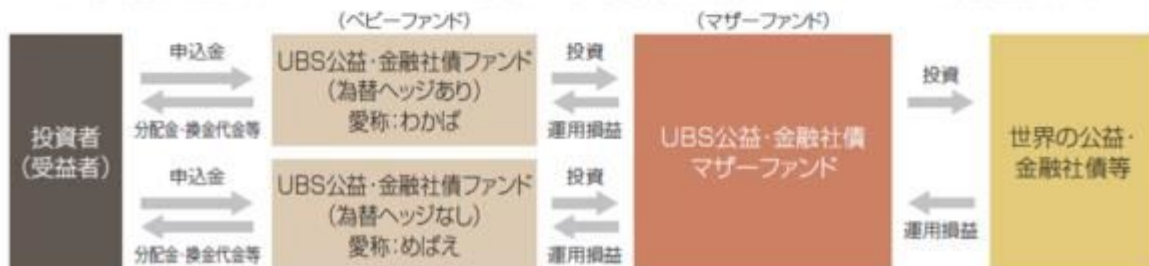 (ベビーファンド)
(マザーファンド)
投資者
(受益者)
申込金
分配金・換金代金等
UBS公益・金融社債ファンド
(為替ヘッジあり)
愛称:わかば
投資
運用損益
申込金
分配金・換金代金等
UBS公益・金融社債ファンド
(為替ヘッジなし)
愛称:めばえ
投資
運用損益
UBS公益・金融社債
マザーファンド
投資
運用損益
世界の公益・
金融社債等